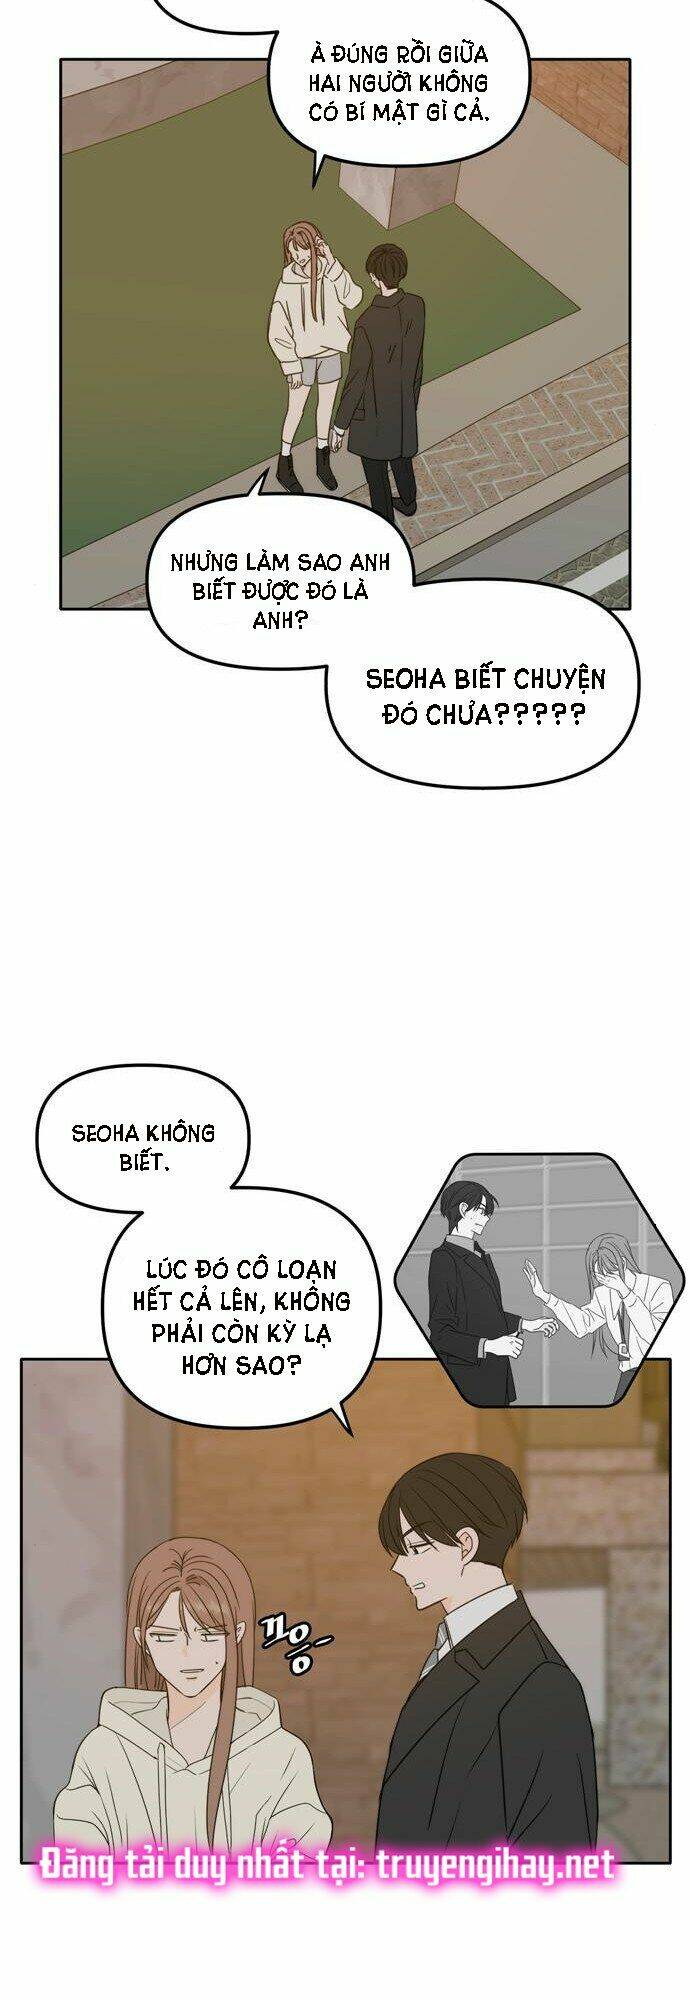 À ĐÚNG RỒI GIỮA
HAI NGƯỜI KHÔNG
CÓ BÍ MẬT GÌ CẢ.
NHƯNG LÀM SAO ANH
BIẾT ĐƯỢC ĐÓ LÀ
ANH?
SEOHA BIẾT CHUYỆN
ĐÓ CHƯA?????
SEOHA KHÔNG
BIẾT.
LÚC ĐÓ CÔ LOẠN
HẾT CẢ LÊN, KHÔNG
PHẢI CÒN KỲ LẠ
HƠN SAO?
끄응
Đăng tải duy nhất tại: truyengihay.net